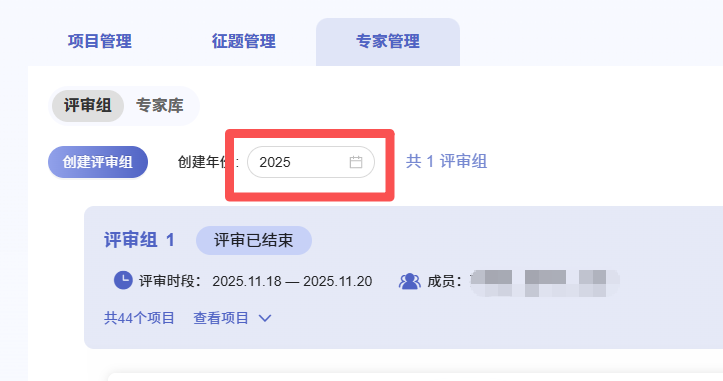 项目管理 征题管理 专家管理
评审组 专家库
创建评审组 创建年份: 2025 共 1 评审组
评审组 1 评审已结束
评审时段： 2025.11.18 — 2025.11.20 成员：
共44个项目 查看项目